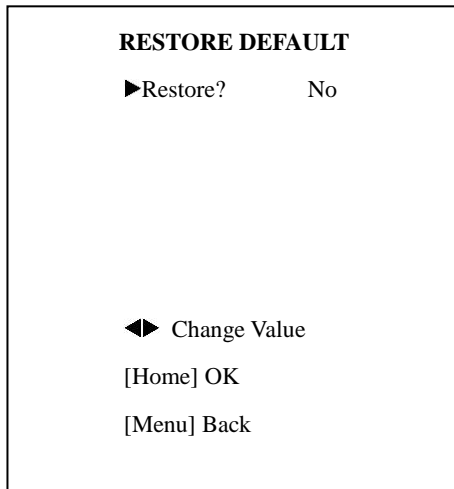 RESTORE DEFAULT
▶Restore? No
◀▶ Change Value
[Home] OK
[Menu] Back